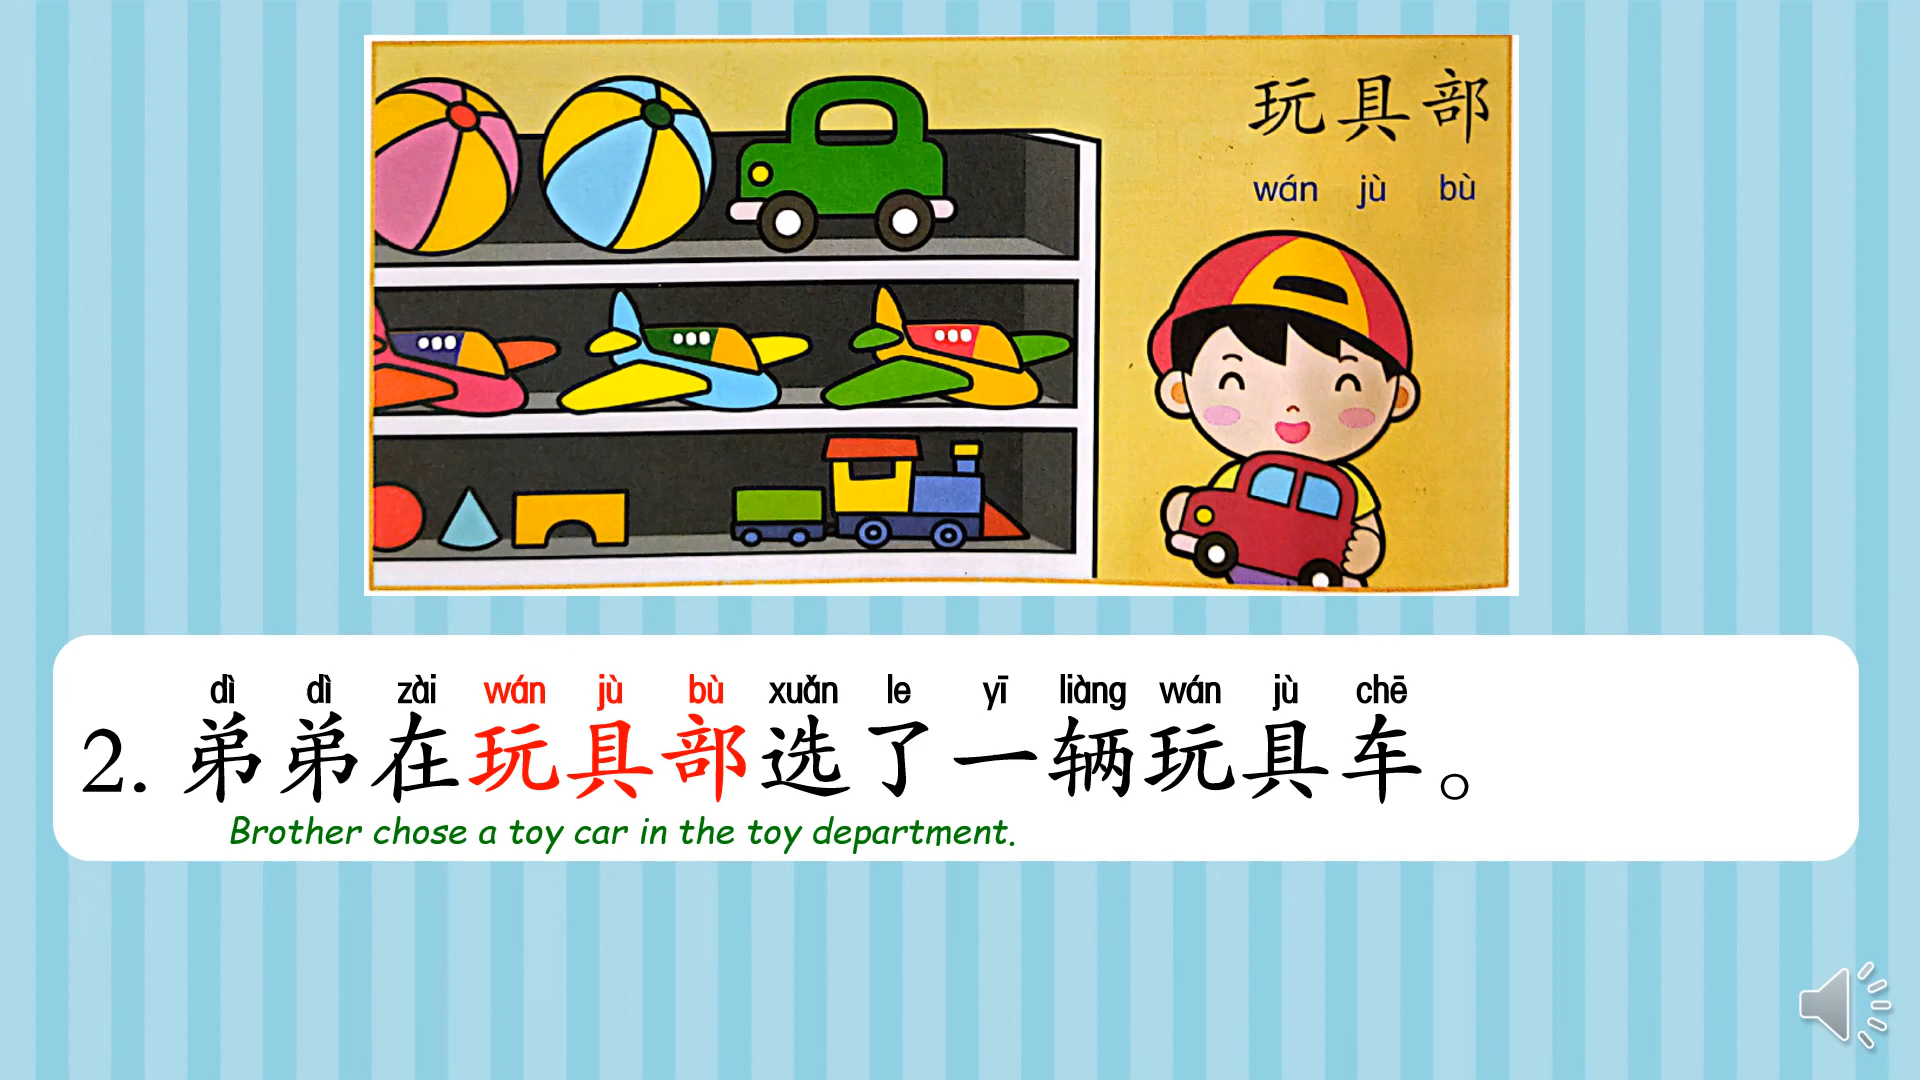 玩具部
wán jù bù
dì dì zài wán jù bù xuǎn le yī liàng wán jù chē
2. 弟弟在玩具部选了一辆玩具车。
Brother chose a toy car in the toy department.